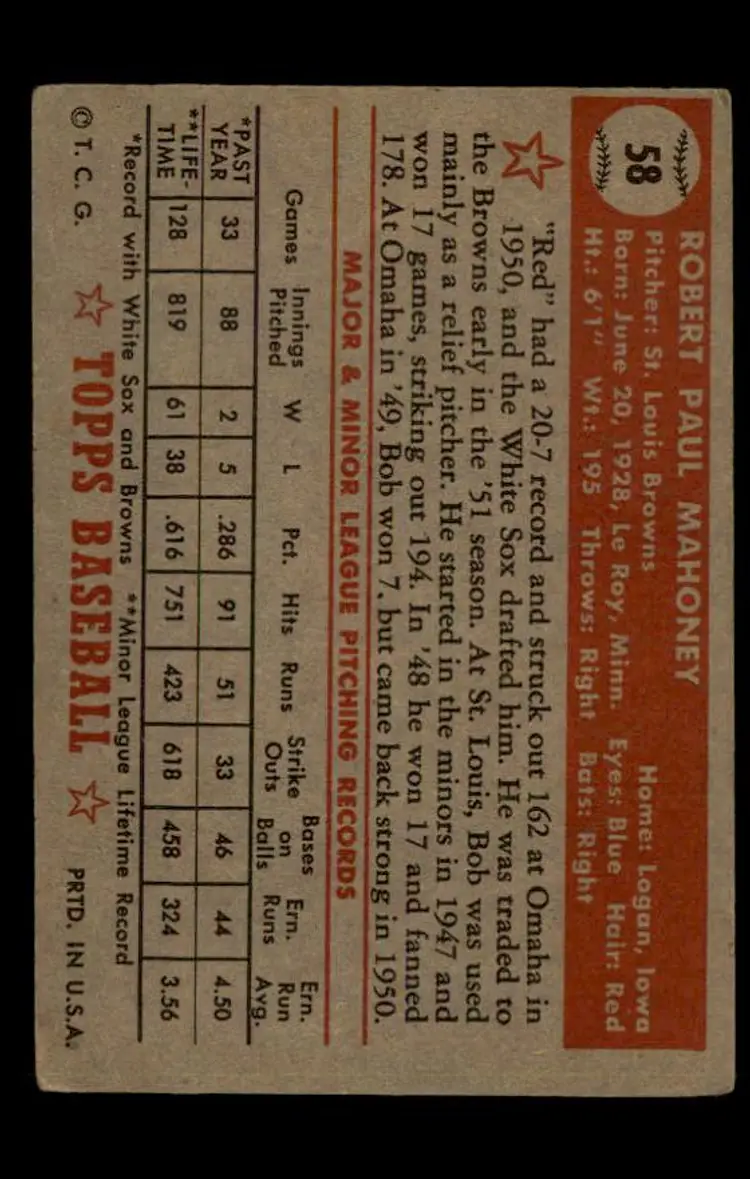 58
ROBERT PAUL MAHONEY
Pitcher: St. Louis Browns Home: Logan, Iowa
Born: June 20, 1928, Le Roy, Minn. Eyes: Blue Hair: Red
Ht.: 6'1" Wt.: 195 Throws: Right Bats: Right
"Red" had a 20-7 record and struck out 162 at Omaha in
1950, and the White Sox drafted him. He was traded to
the Browns early in the '51 season. At St. Louis, Bob was used
mainly as a relief pitcher. He started in the minors in 1947 and
won 17 games, striking out 194. In '48 he won 17 and fanned
178. At Omaha in '49, Bob won 7, but came back strong in 1950.
MAJOR & MINOR LEAGUE PITCHING RECORDS
Games Innings Pitched W L Pct. Hits Runs Strike Outs Bases on Balls Ern. Runs Ern. Run Avg.
*PAST YEAR 33 88 2 5 .286 91 51 33 46 44 4.50
**LIFE-TIME 128 819 61 38 .616 751 423 618 458 324 3.56
*Record with White Sox and Browns **Minor League Lifetime Record
© T. C. G. TOPPS BASEBALL PRTD. IN U.S.A.